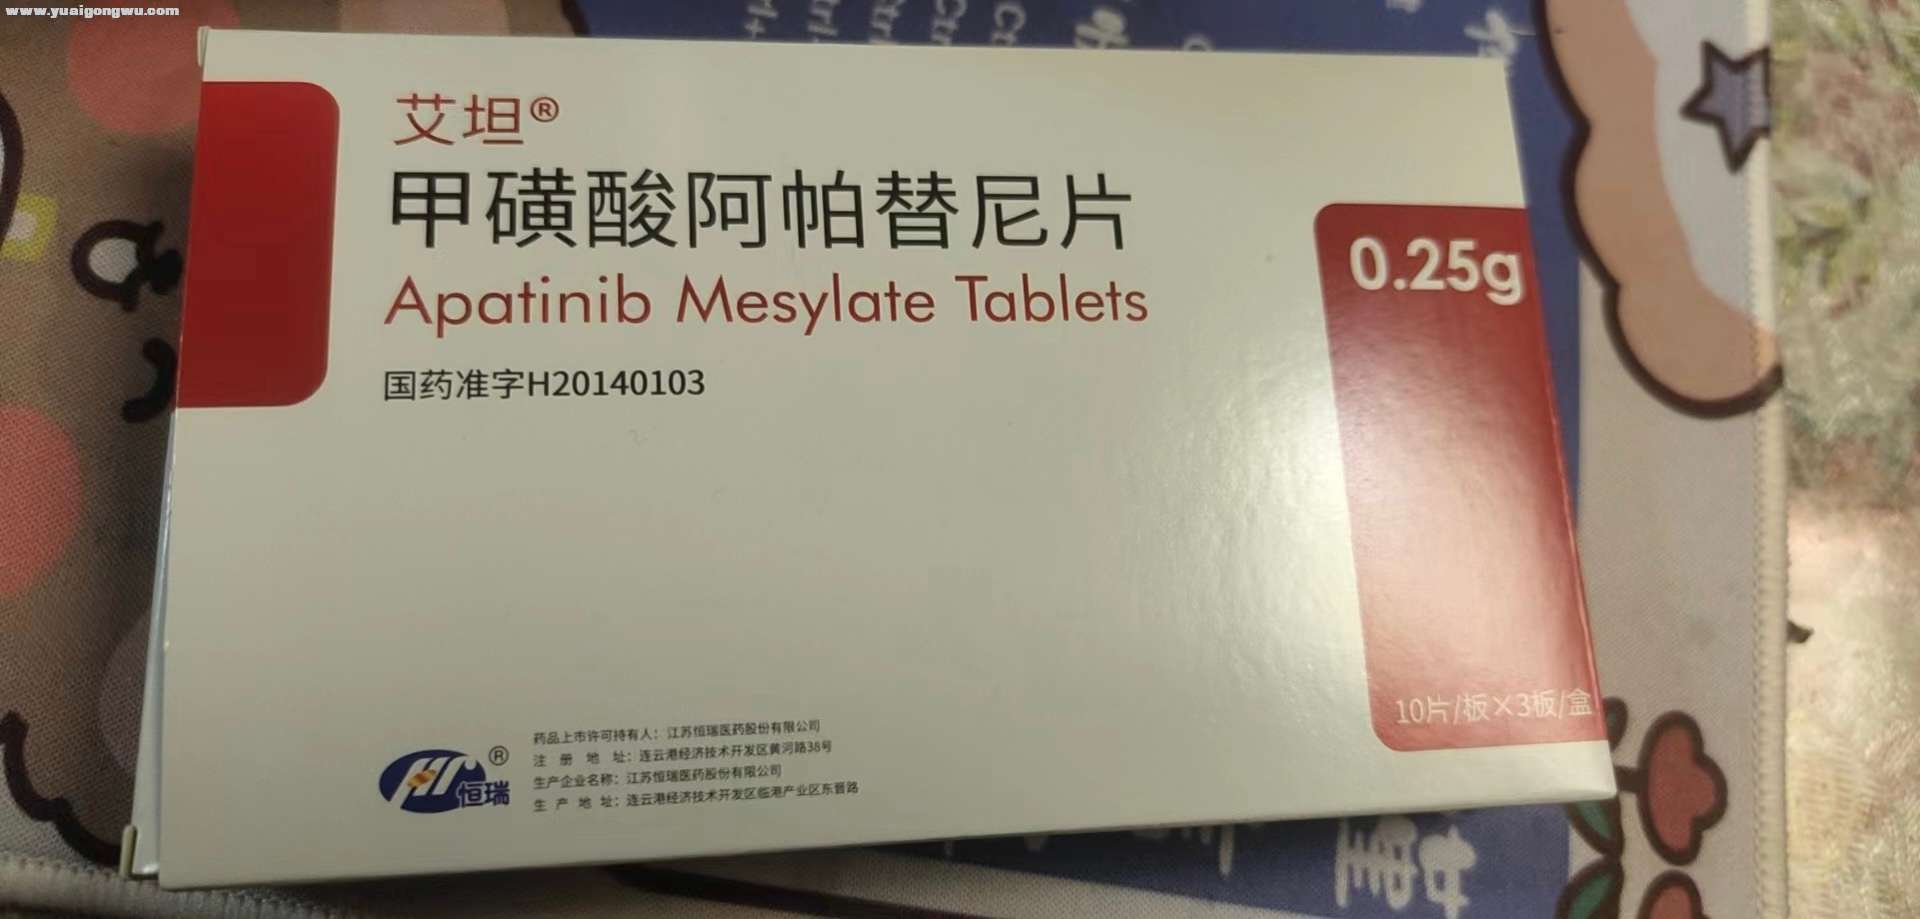 www.yuaigongwu.com
艾坦®
甲磺酸阿帕替尼片
Apatinib Mesylate Tablets
国药准字H20140103
0.25g
10片/板×3板/盒
恒瑞®
药品上市许可持有人：江苏恒瑞医药股份有限公司
注 册 地 址：连云港经济技术开发区黄河路38号
生产企业名称：江苏恒瑞医药股份有限公司
生 产 地 址：连云港经济技术开发区临港产业区东晋路